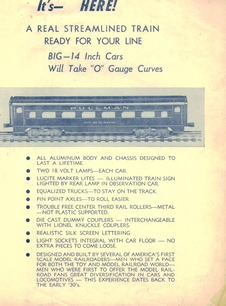 It's— HERE!
A REAL STREAMLINED TRAIN
READY FOR YOUR LINE
BIG—14 Inch Cars
Will Take "O" Gauge Curves
PULLMAN
ALL ALUMINUM BODY AND CHASSIS DESIGNED TO
LAST A LIFETIME.
TWO 18 VOLT LAMPS—EACH CAR.
LUCITE MARKER LITES — ILLUMINATED TRAIN SIGN
LIGHTED BY REAR LAMP IN OBSERVATION CAR.
EQUALIZED TRUCKS—TO STAY ON THE TRACK.
PIN POINT AXLES—TO ROLL EASIER.
TROUBLE FREE CENTER THIRD RAIL ROLLERS—METAL
—NOT PLASTIC SUPPORTED.
DIE CAST DUMMY COUPLERS — INTERCHANGEABLE
WITH LIONEL KNUCKLE COUPLERS
REALISTIC SILK SCREEN LETTERING
LIGHT SOCKETS INTEGRAL WITH CAR FLOOR — NO
EXTRA PIECES TO COME LOOSE.
DESIGNED AND BUILT BY SEVERAL OF AMERICA'S FIRST
SCALE MODEL RAILROADERS—MEN WHO SET A PACE
FOR BOTH THE TOY AND MODEL RAILROAD WORLD—
MEN WHO WERE FIRST TO OFFER THE MODEL RAIL-
ROAD FANS GREAT DIVERSIFICATION IN CARS AND
LOCOMOTIVES — THIS EXPERIENCE DATES BACK TO
THE EARLY '30's.